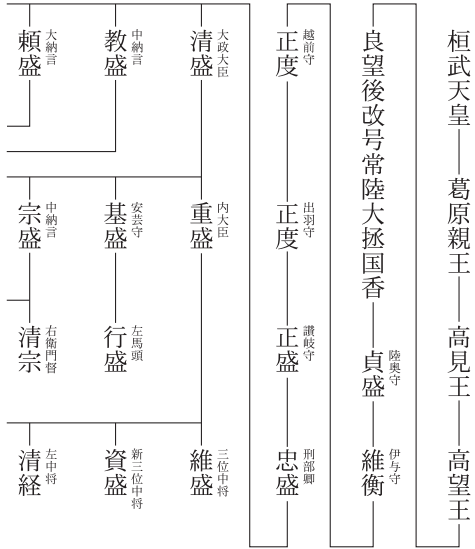 桓武天皇
葛原親王
高見王
高望王
良望後改号常陸大拯国香
陸奥守
貞盛
伊与守
維衡
越前守
正度
出羽守
正度
讚岐守
正盛
刑部卿
忠盛
大政大臣
清盛
内大臣
重盛
三位中将
維盛
中納言
教盛
安芸守
基盛
左馬頭
行盛
新三位中将
資盛
大納言
頼盛
中納言
宗盛
右衛門督
清宗
左中将
清経